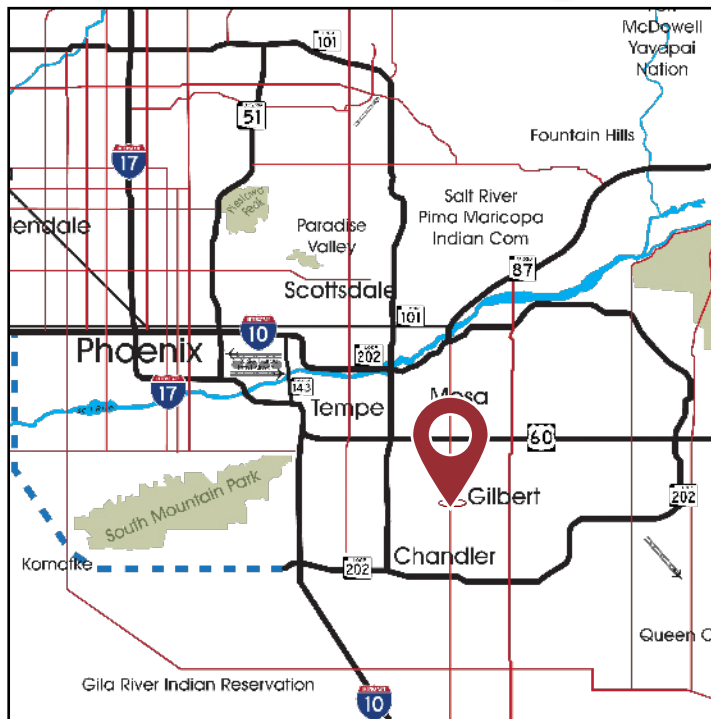 McDowell
Yavapai
Nation
101
51
Fountain Hills
17
Salt River
Pima Maricopa
Indian Com
Paradise
Valley
lendale
87
Scottsdale
101
10
Phoenix
202
17
143
Mesa
Tempe
60
South Mountain Park
Gilbert
202
Chandler
Komatke
202
Queen C
Gila River Indian Reservation
10